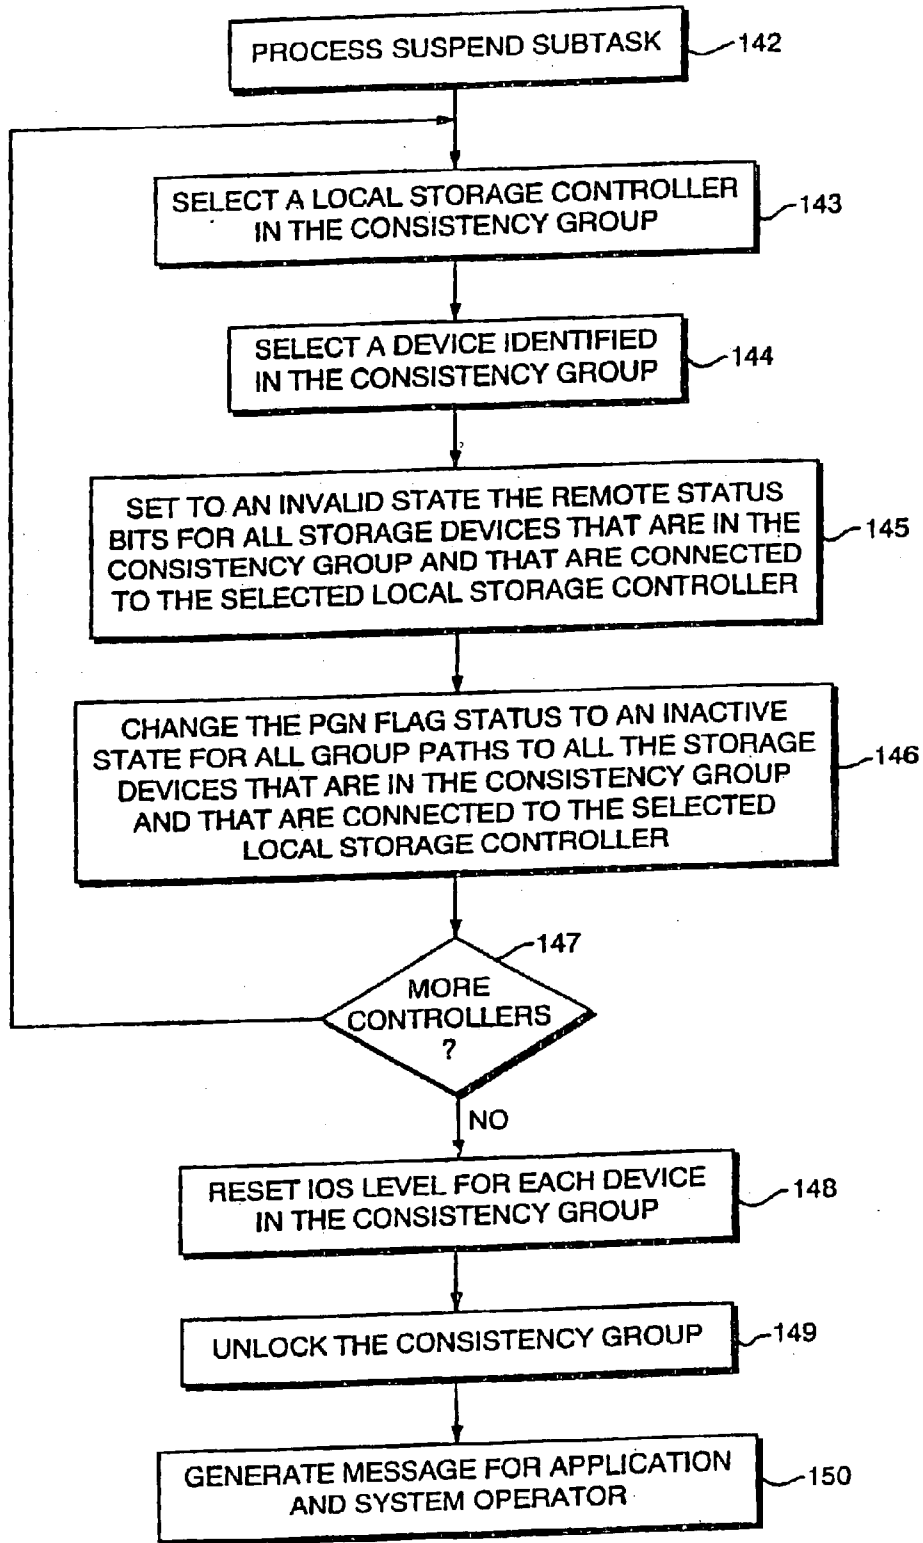 PROCESS SUSPEND SUBTASK
142
SELECT A LOCAL STORAGE CONTROLLER
IN THE CONSISTENCY GROUP
143
SELECT A DEVICE IDENTIFIED
IN THE CONSISTENCY GROUP
144
SET TO AN INVALID STATE THE REMOTE STATUS
BITS FOR ALL STORAGE DEVICES THAT ARE IN THE
CONSISTENCY GROUP AND THAT ARE CONNECTED
TO THE SELECTED LOCAL STORAGE CONTROLLER
145
CHANGE THE PGN FLAG STATUS TO AN INACTIVE
STATE FOR ALL GROUP PATHS TO ALL THE STORAGE
DEVICES THAT ARE IN THE CONSISTENCY GROUP
AND THAT ARE CONNECTED TO THE SELECTED
LOCAL STORAGE CONTROLLER
146
147
MORE
CONTROLLERS
?
NO
RESET IOS LEVEL FOR EACH DEVICE
IN THE CONSISTENCY GROUP
148
UNLOCK THE CONSISTENCY GROUP
149
GENERATE MESSAGE FOR APPLICATION
AND SYSTEM OPERATOR
150